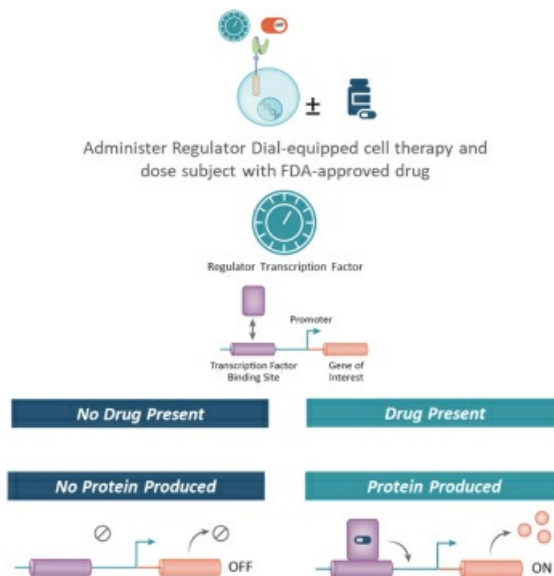 OFF
±
Administer Regulator Dial-equipped cell therapy and
dose subject with FDA-approved drug
Regulator Transcription Factor
Promoter
Transcription Factor
Binding Site
Gene of
Interest
No Drug Present
Drug Present
No Protein Produced
Protein Produced
OFF
ON